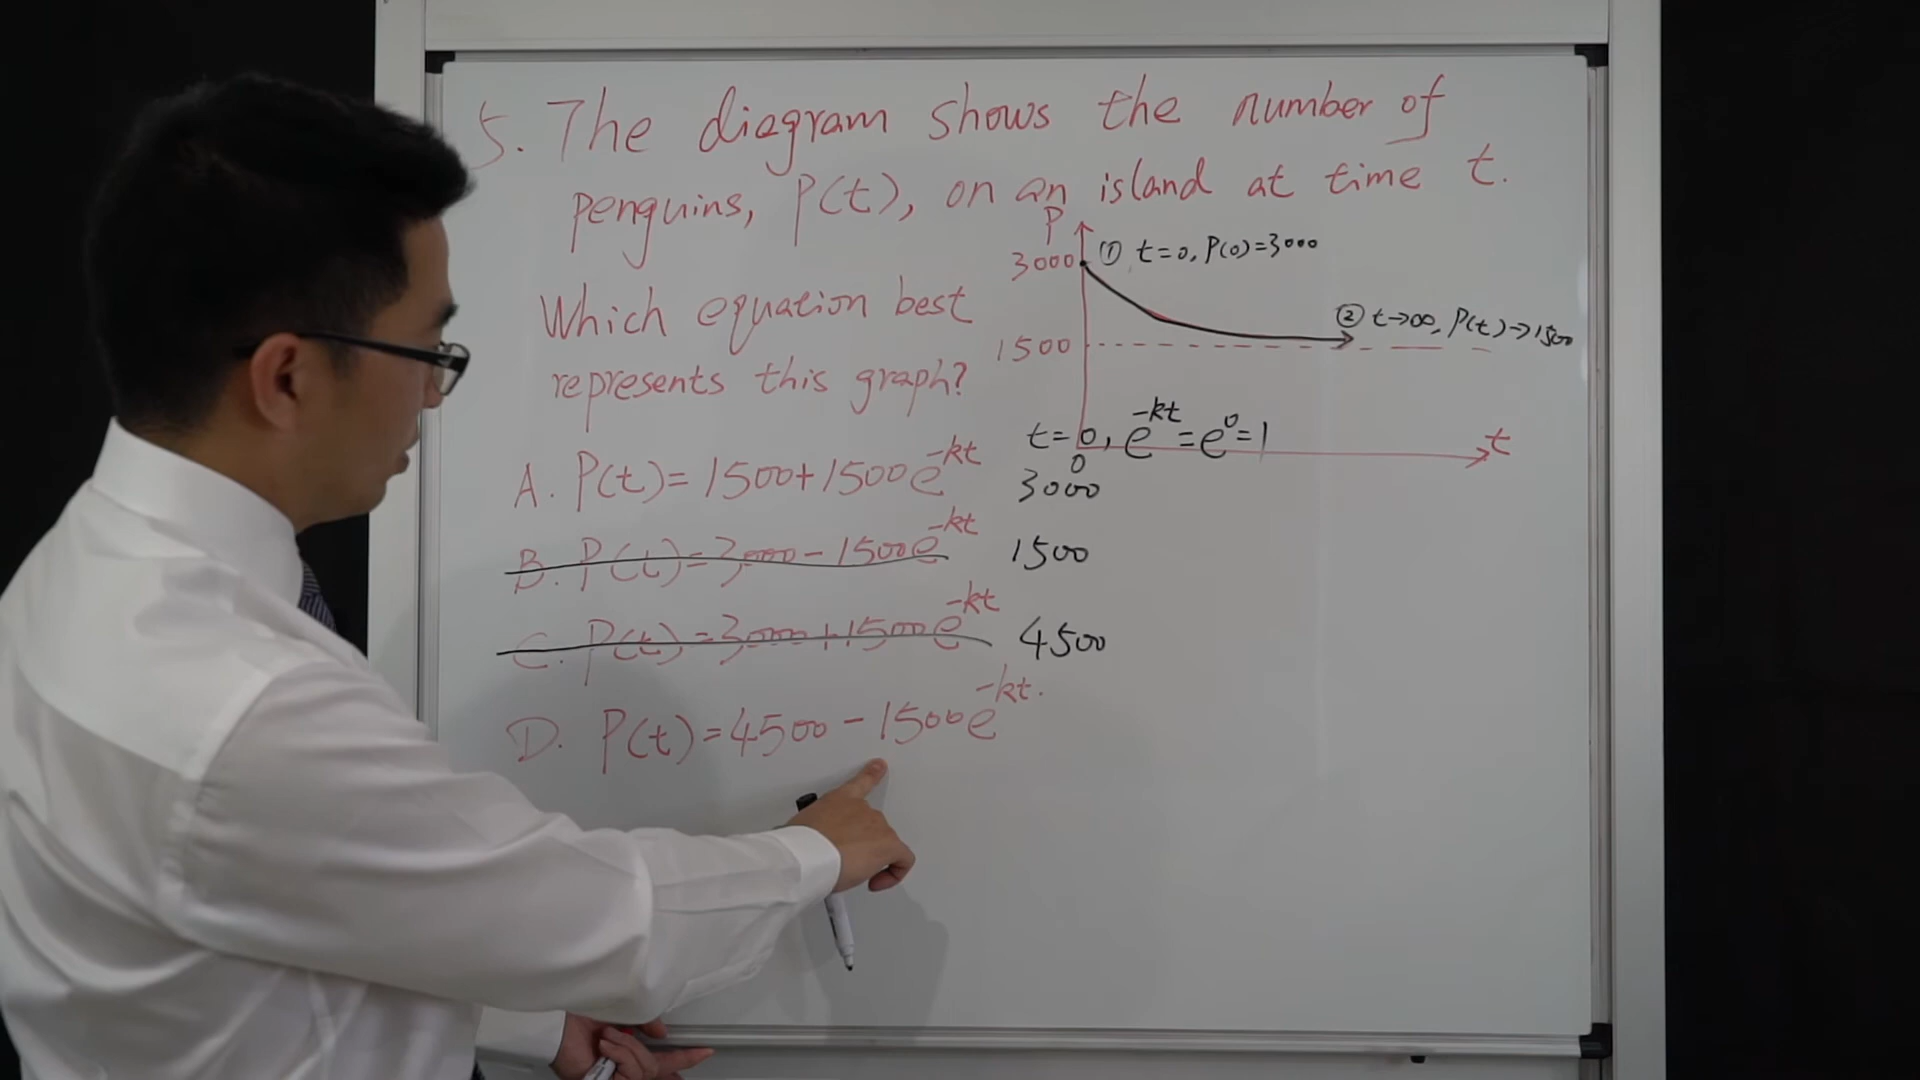 5. The diagram shows the number of
penguins, P(t), on an island at time t.
P
3000
① t=0, P(0)=3000
Which equation best
② t→∞, P(t)→1500
1500
represents this graph?
t=0, e^-kt = e^0 = 1
t
0
A. P(t)=1500+1500e^-kt
3000
B. P(t)=3000-1500e^-kt
1500
C. P(t)=3000+1500e^-kt
4500
D. P(t)=4500-1500e^-kt.